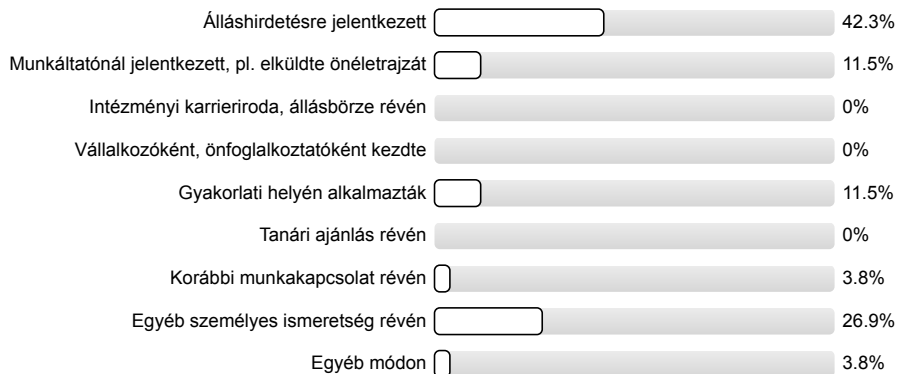 Álláshirdetésre jelentkezett 42.3%
Munkáltatónál jelentkezett, pl. elküldte önéletrajzát 11.5%
Intézményi karrieriroda, állásbörze révén 0%
Vállalkozóként, önfoglalkoztatóként kezdte 0%
Gyakorlati helyén alkalmazták 11.5%
Tanári ajánlás révén 0%
Korábbi munkakapcsolat révén 3.8%
Egyéb személyes ismeretség révén 26.9%
Egyéb módon 3.8%